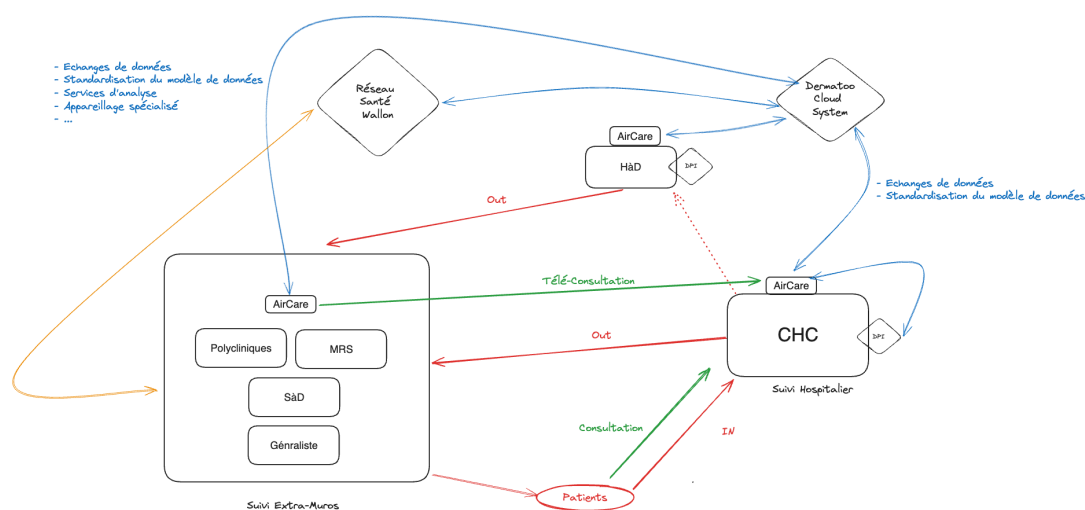 - Echanges de données
- Standardisation du modèle de données
- Services d'analyse
- Appareillage spécialisé
- ...
Réseau
Santé
Wallon
Dermatoo
Cloud
System
AirCare
HàD
DPI
- Echanges de données
- Standardisation du modèle de données
Out
Télé-Consultation
AirCare
AirCare
Polycliniques
MRS
Out
CHC
DPI
SàD
Suivi Hospitalier
Génraliste
Consultation
IN
Patients
Suivi Extra-Muros